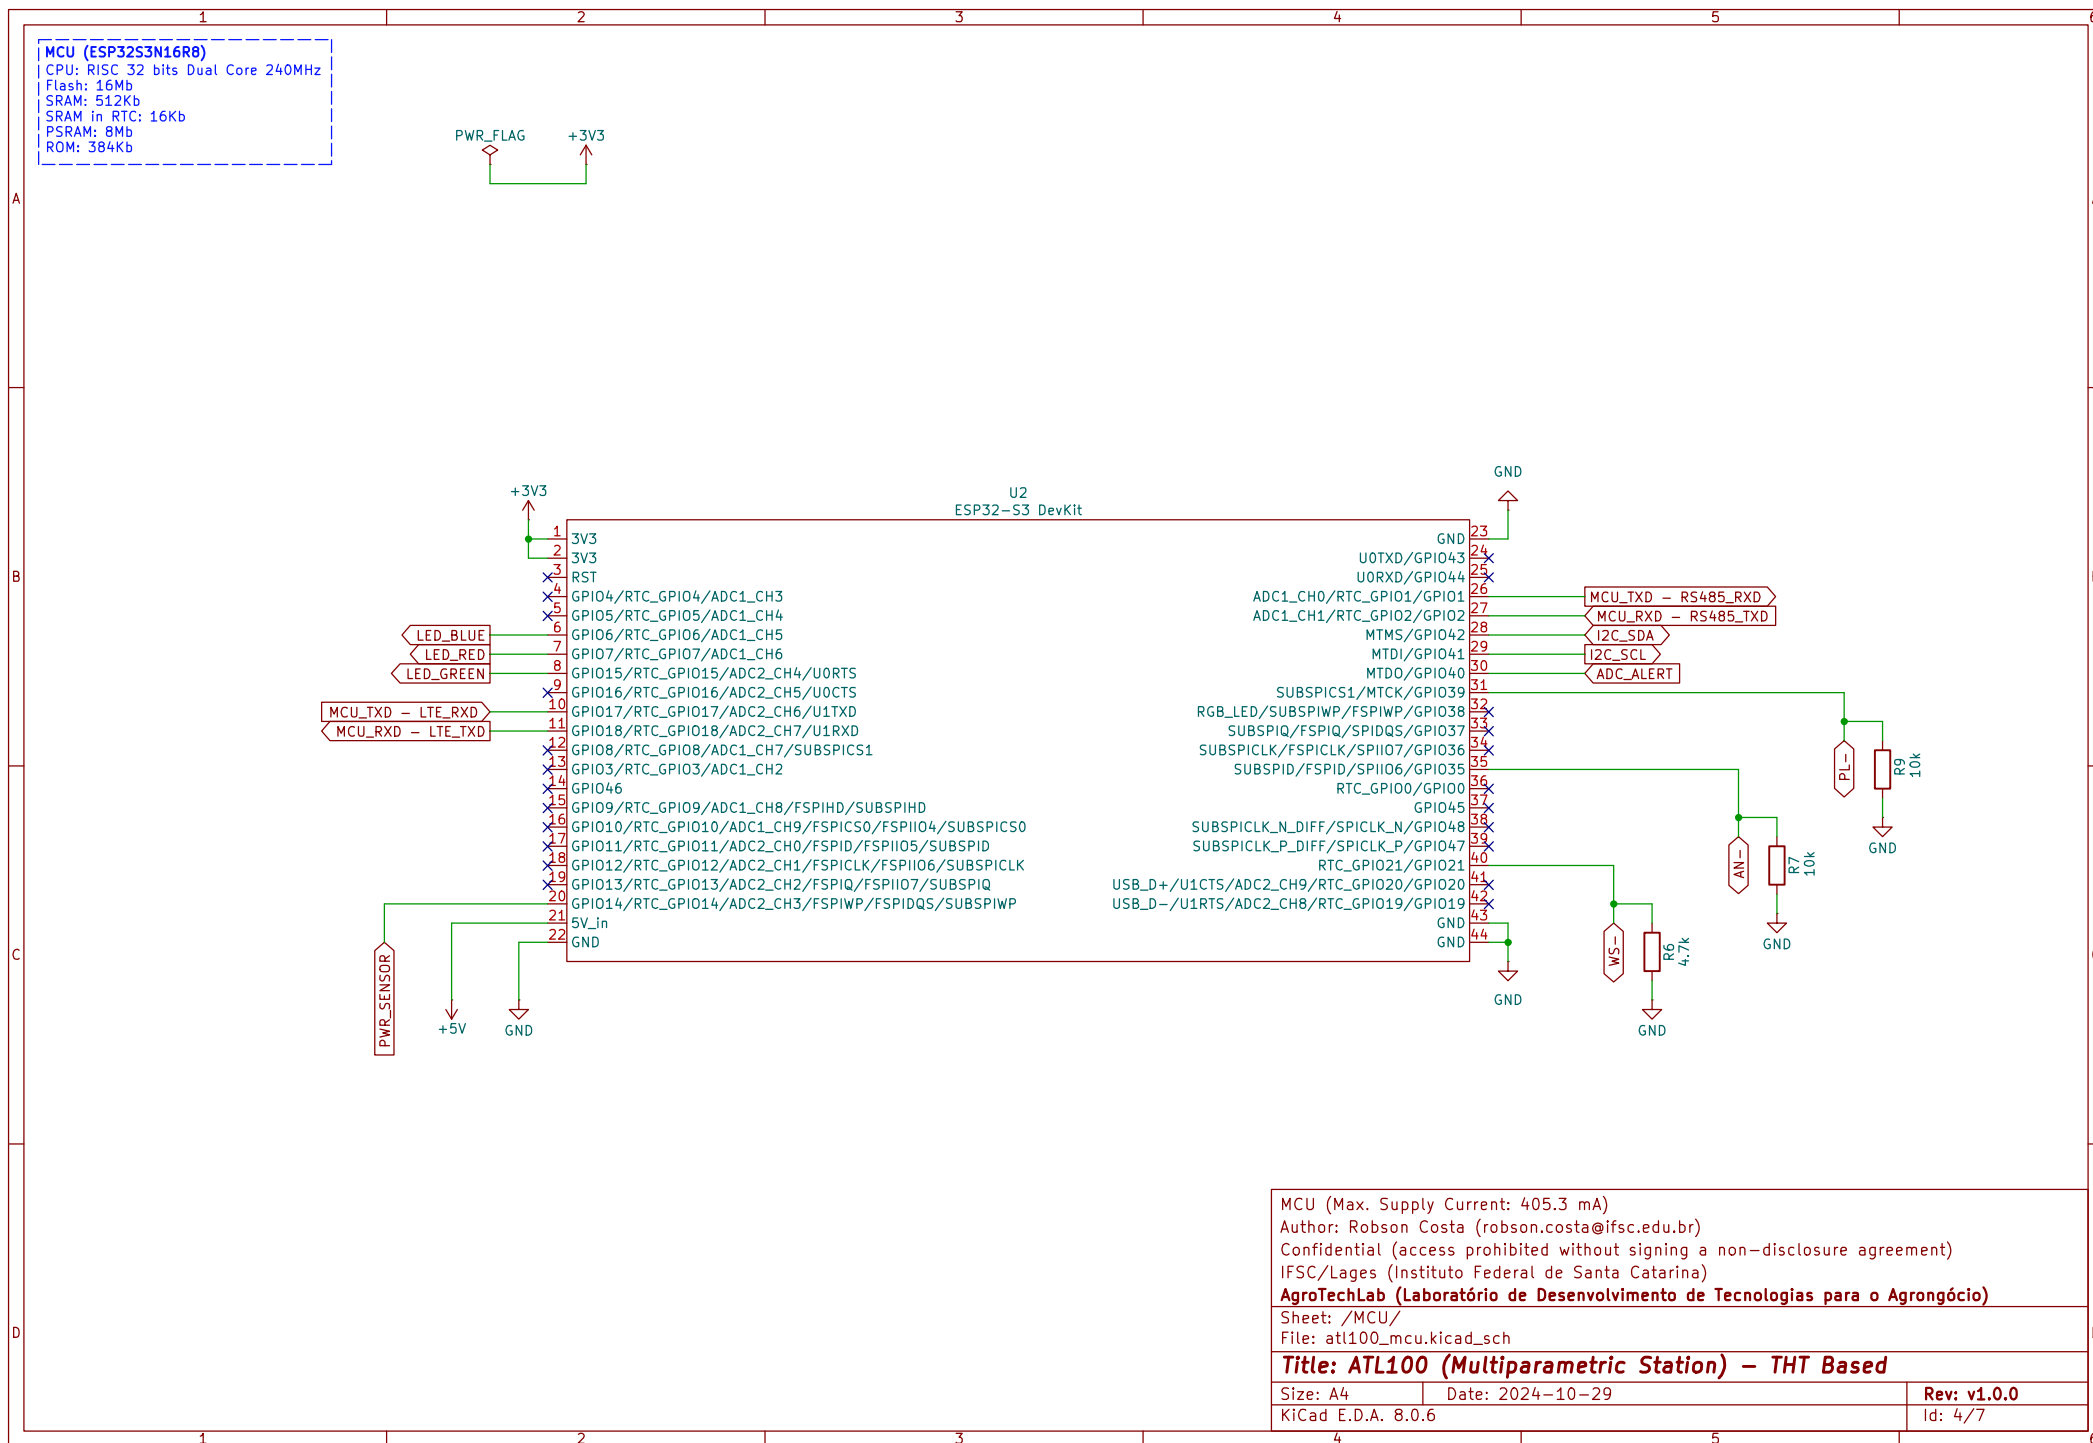 1 2 3 4 5 6
MCU (ESP32S3N16R8)
CPU: RISC 32 bits Dual Core 240MHz
Flash: 16Mb
SRAM: 512Kb
SRAM in RTC: 16Kb
PSRAM: 8Mb
ROM: 384Kb
PWR_FLAG
+3V3
A
B
C
D
+3V3
U2
ESP32-S3 DevKit
GND
1 3V3
2 3V3
3 RST
4 GPIO4/RTC_GPIO4/ADC1_CH3
5 GPIO5/RTC_GPIO5/ADC1_CH4
LED_BLUE 6 GPIO6/RTC_GPIO6/ADC1_CH5
LED_RED 7 GPIO7/RTC_GPIO7/ADC1_CH6
LED_GREEN 8 GPIO15/RTC_GPIO15/ADC2_CH4/U0RTS
9 GPIO16/RTC_GPIO16/ADC2_CH5/U0CTS
MCU_TXD - LTE_RXD 10 GPIO17/RTC_GPIO17/ADC2_CH6/U1TXD
MCU_RXD - LTE_TXD 11 GPIO18/RTC_GPIO18/ADC2_CH7/U1RXD
12 GPIO8/RTC_GPIO8/ADC1_CH7/SUBSPICS1
13 GPIO3/RTC_GPIO3/ADC1_CH2
14 GPIO46
15 GPIO9/RTC_GPIO9/ADC1_CH8/FSPIHD/SUBSPIHD
16 GPIO10/RTC_GPIO10/ADC1_CH9/FSPICS0/FSPIIO4/SUBSPICS0
17 GPIO11/RTC_GPIO11/ADC2_CH0/FSPID/FSPIIO5/SUBSPID
18 GPIO12/RTC_GPIO12/ADC2_CH1/FSPICLK/FSPIIO6/SUBSPICLK
19 GPIO13/RTC_GPIO13/ADC2_CH2/FSPIQ/FSPIIO7/SUBSPIQ
20 GPIO14/RTC_GPIO14/ADC2_CH3/FSPIWP/FSPIDQS/SUBSPIWP
21 5V_in
22 GND
PWR_SENSOR
+5V
GND
GND 23
U0TXD/GPIO43 24
U0RXD/GPIO44 25
ADC1_CH0/RTC_GPIO1/GPIO1 26 MCU_TXD - RS485_RXD
ADC1_CH1/RTC_GPIO2/GPIO2 27 MCU_RXD - RS485_TXD
MTMS/GPIO42 28 I2C_SDA
MTDI/GPIO41 29 I2C_SCL
MTDO/GPIO40 30 ADC_ALERT
SUBSPICS1/MTCK/GPIO39 31
RGB_LED/SUBSPIWP/FSPIWP/GPIO38 32
SUBSPIQ/FSPIQ/SPIDQS/GPIO37 33
SUBSPICLK/FSPICLK/SPIIO7/GPIO36 34
SUBSPID/FSPID/SPIIO6/GPIO35 35
RTC_GPIO0/GPIO0 36
GPIO45 37
SUBSPICLK_N_DIFF/SPICLK_N/GPIO48 38
SUBSPICLK_P_DIFF/SPICLK_P/GPIO47 39
RTC_GPIO21/GPIO21 40
USB_D+/U1CTS/ADC2_CH9/RTC_GPIO20/GPIO20 41
USB_D-/U1RTS/ADC2_CH8/RTC_GPIO19/GPIO19 42
GND 43
GND 44
GND
WS-
R6
4.7k
GND
AN-
R7
10k
GND
PL-
R9
10k
GND
MCU (Max. Supply Current: 405.3 mA)
Author: Robson Costa (robson.costa@ifsc.edu.br)
Confidential (access prohibited without signing a non-disclosure agreement)
IFSC/Lages (Instituto Federal de Santa Catarina)
AgroTechLab (Laboratório de Desenvolvimento de Tecnologias para o Agrongócio)
Sheet: /MCU/
File: atl100_mcu.kicad_sch
Title: ATL100 (Multiparametric Station) - THT Based
Size: A4 Date: 2024-10-29 Rev: v1.0.0
KiCad E.D.A. 8.0.6 Id: 4/7
1 2 3 4 5 6